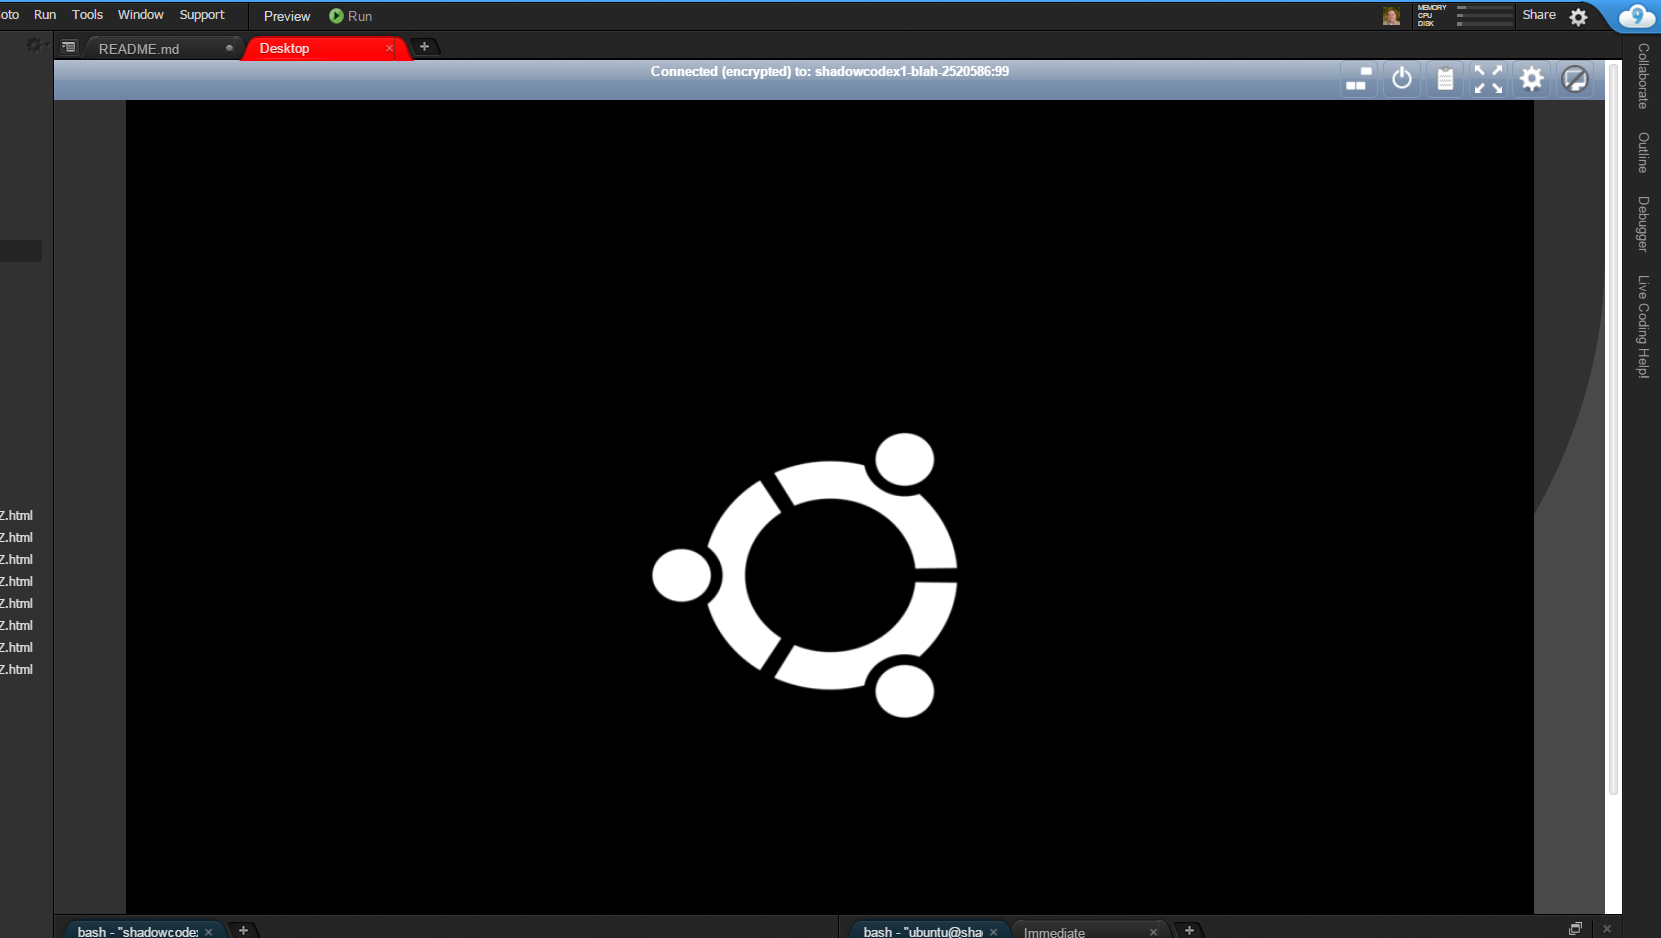 oto Run Tools Window Support Preview Run MEMORY Share 9
CPU
DISK
README.md Desktop
Connected (encrypted) to: shadowcodex1-blah-2520586:99
Collaborate
Outline
Debugger
Live Coding Help!
Z.html
Z.html
Z.html
Z.html
Z.html
Z.html
Z.html
Z.html
bash - "shadowcode: bash - "ubuntu@sha Immediate